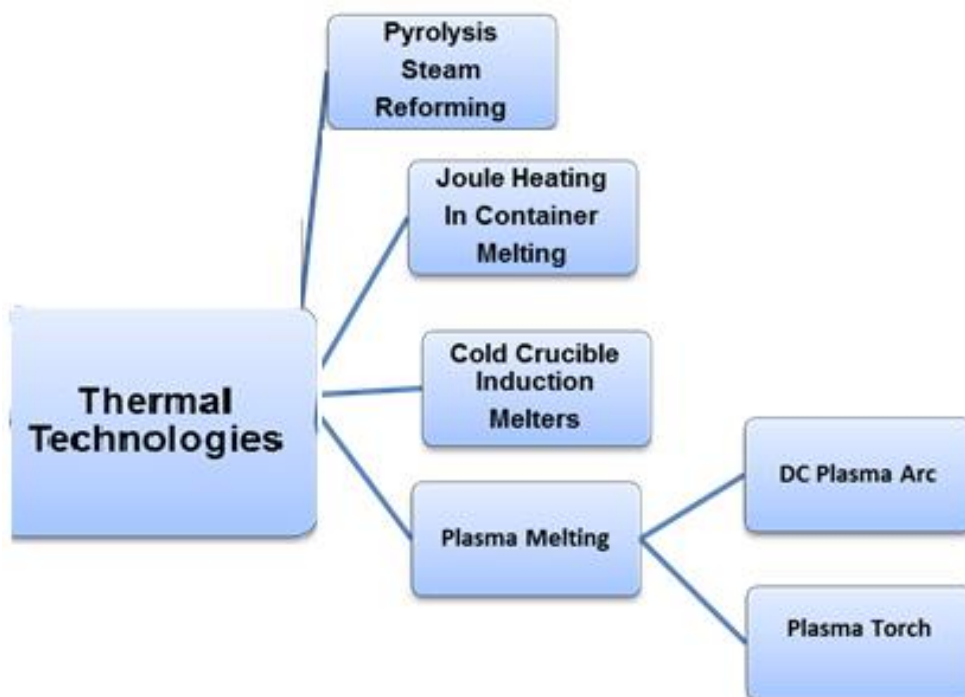 Pyrolysis
Steam
Reforming
Joule Heating
In Container
Melting
Thermal
Technologies
Cold Crucible
Induction
Melters
Plasma Melting
DC Plasma Arc
Plasma Torch